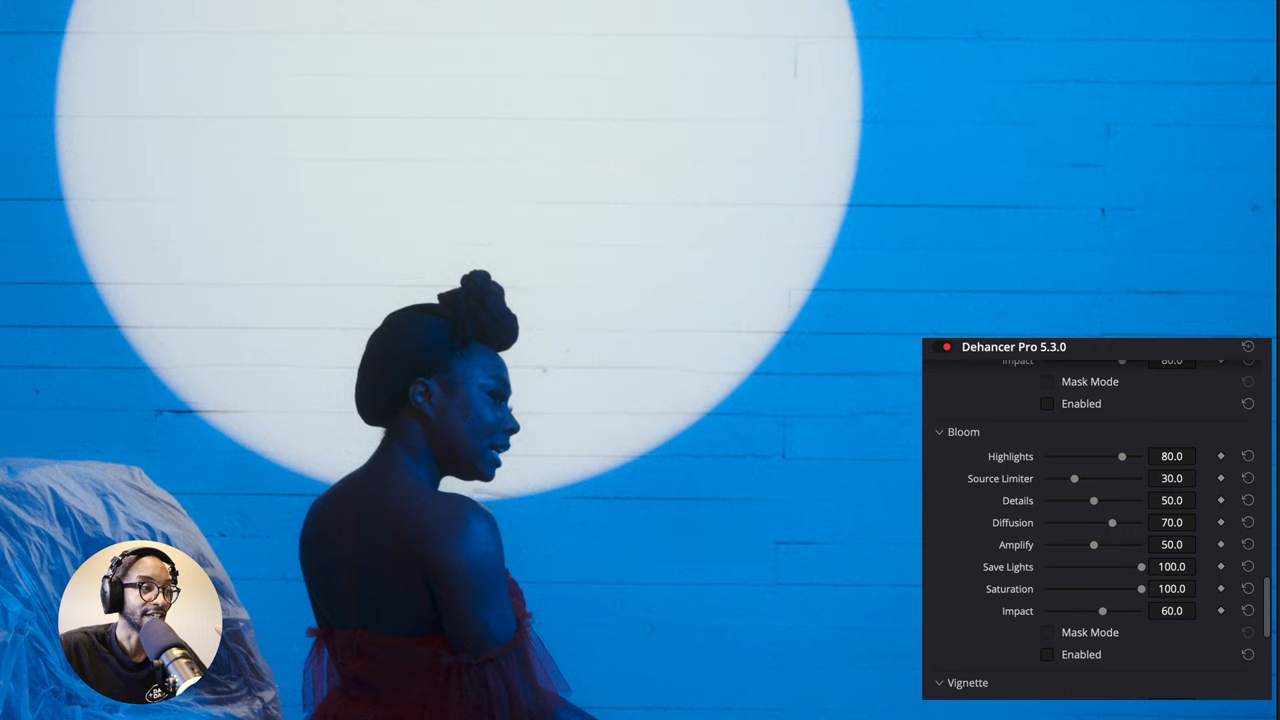 Dehancer Pro 5.3.0
Impact 80.0
Mask Mode
Enabled
Bloom
Highlights 80.0
Source Limiter 30.0
Details 50.0
Diffusion 70.0
Amplify 50.0
Save Lights 100.0
Saturation 100.0
Impact 60.0
Mask Mode
Enabled
Vignette